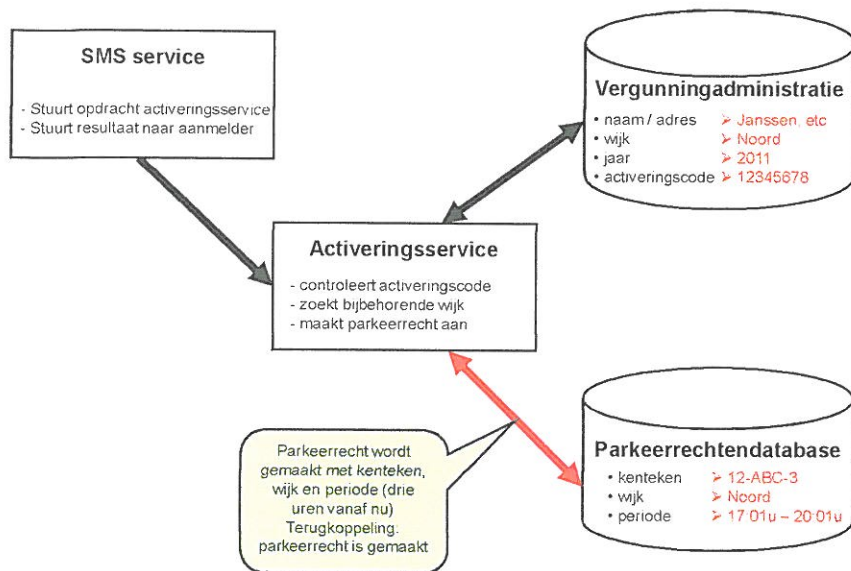 SMS service
- Stuurt opdracht activeringsservice
- Stuurt resultaat naar aanmelder
Vergunningadministratie
• naam / adres ➢ Janssen, etc
• wijk ➢ Noord
• jaar ➢ 2011
• activeringscode ➢ 12345678
Activeringsservice
- controleert activeringscode
- zoekt bijbehorende wijk
- maakt parkeerrecht aan
Parkeerrecht wordt
gemaakt met kenteken,
wijk en periode (drie
uren vanaf nu)
Terugkoppeling:
parkeerrecht is gemaakt
Parkeerrechtendatabase
• kenteken ➢ 12-ABC-3
• wijk ➢ Noord
• periode ➢ 17:01u – 20:01u